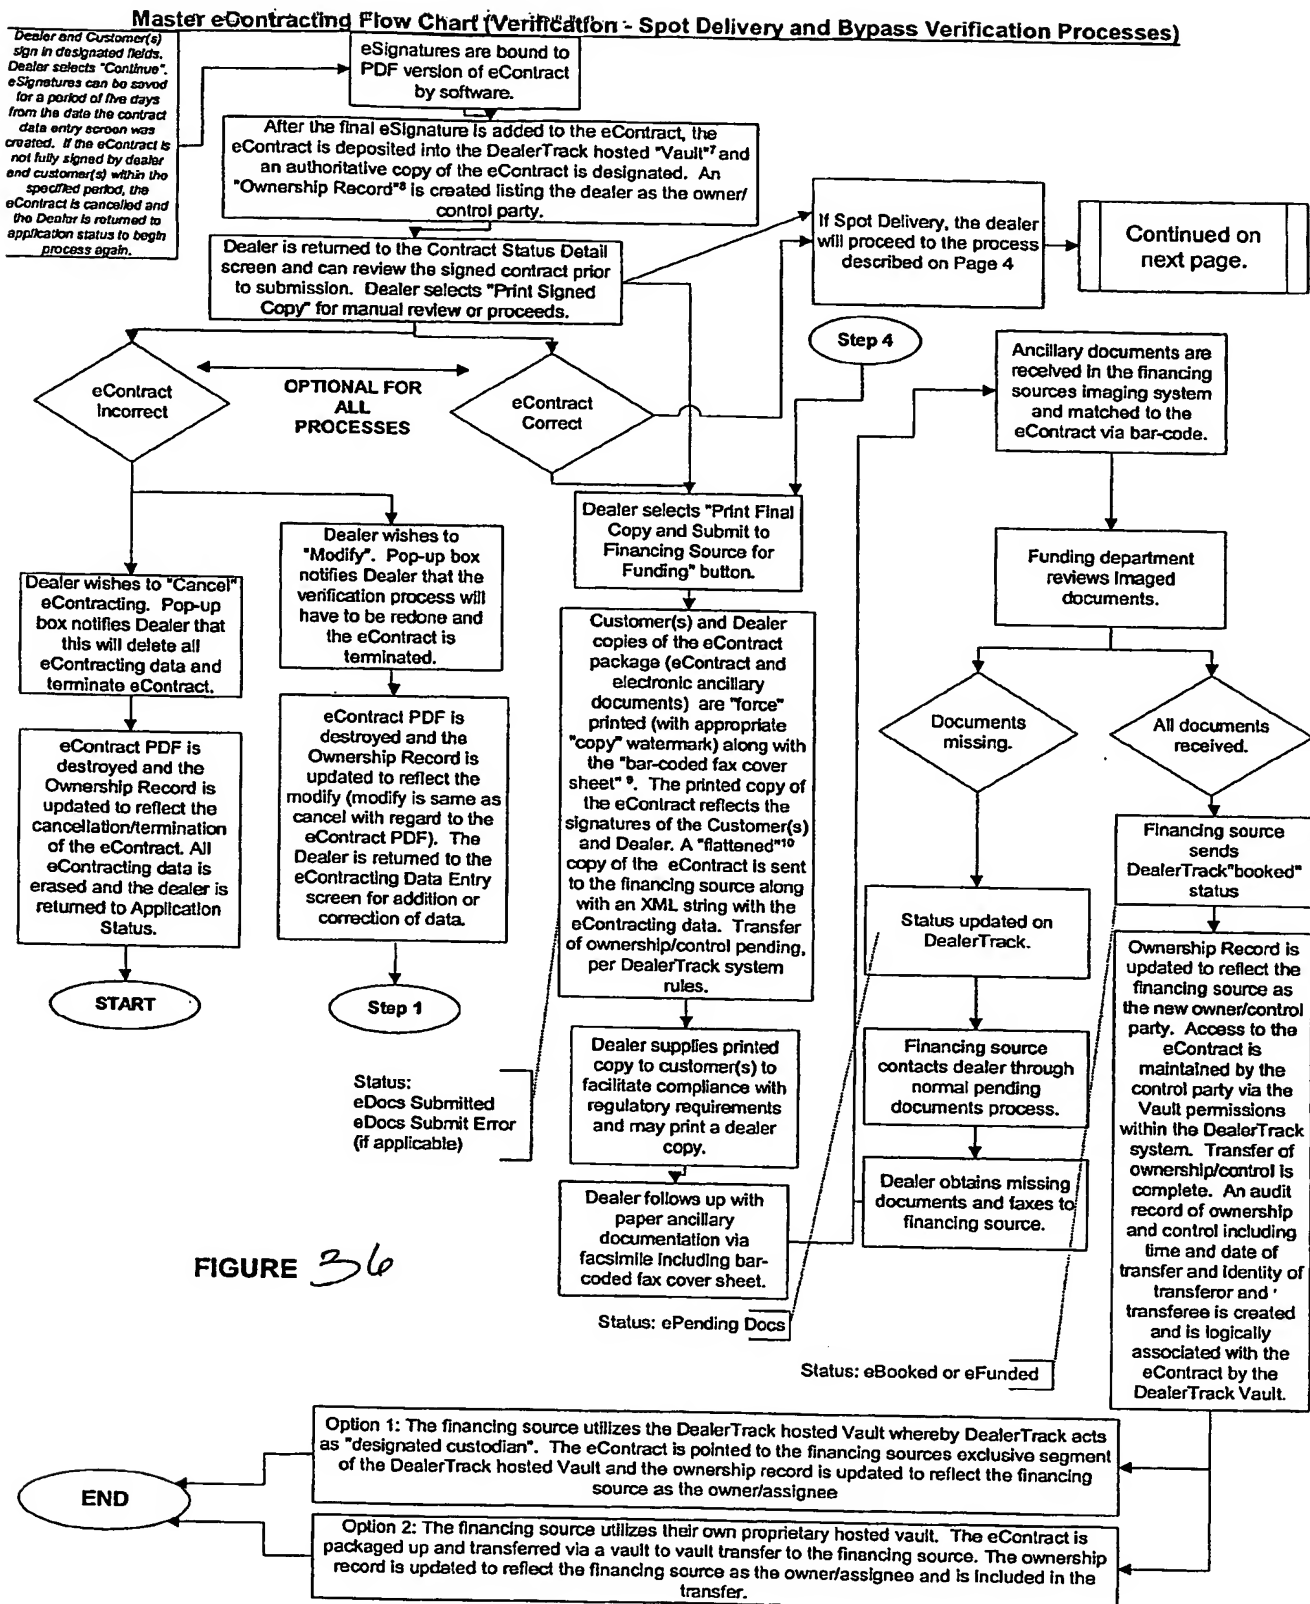 Master eContracting Flow Chart (Verification - Spot Delivery and Bypass Verification Processes)
Dealer and Customer(s)
sign in designated fields.
Dealer selects "Continue".
eSignatures can be saved
for a period of five days
from the date the contract
data entry screen was
created. If the eContract is
not fully signed by dealer
and customer(s) within the
specified period, the
eContract is cancelled and
the Dealer is returned to
application status to begin
process again.
eSignatures are bound to
PDF version of eContract
by software.
After the final eSignature is added to the eContract, the
eContract is deposited into the DealerTrack hosted "Vault"7 and
an authoritative copy of the eContract is designated. An
"Ownership Record"8 is created listing the dealer as the owner/
control party.
Dealer is returned to the Contract Status Detail
screen and can review the signed contract prior
to submission. Dealer selects "Print Signed
Copy" for manual review or proceeds.
If Spot Delivery, the dealer
will proceed to the process
described on Page 4
Continued on
next page.
eContract
Incorrect
OPTIONAL FOR
ALL
PROCESSES
eContract
Correct
Step 4
Ancillary documents are
received in the financing
sources imaging system
and matched to the
eContract via bar-code.
Dealer wishes to "Cancel"
eContracting. Pop-up
box notifies Dealer that
this will delete all
eContracting data and
terminate eContract.
Dealer wishes to
"Modify". Pop-up box
notifies Dealer that the
verification process will
have to be redone and
the eContract is
terminated.
Dealer selects "Print Final
Copy and Submit to
Financing Source for
Funding" button.
Funding department
reviews Imaged
documents.
eContract PDF is
destroyed and the
Ownership Record is
updated to reflect the
cancellation/termination
of the eContract. All
eContracting data is
erased and the dealer is
returned to Application
Status.
eContract PDF is
destroyed and the
Ownership Record is
updated to reflect the
modify (modify is same as
cancel with regard to the
eContract PDF). The
Dealer is returned to the
eContracting Data Entry
screen for addition or
correction of data.
Customer(s) and Dealer
copies of the eContract
package (eContract and
electronic ancillary
documents) are "force"
printed (with appropriate
"copy" watermark) along with
the "bar-coded fax cover
sheet" 9. The printed copy of
the eContract reflects the
signatures of the Customer(s)
and Dealer. A "flattened"10
copy of the eContract is sent
to the financing source along
with an XML string with the
eContracting data. Transfer
of ownership/control pending,
per DealerTrack system
rules.
Documents
missing.
All documents
received.
Status updated on
DealerTrack.
Financing source
sends
DealerTrack"booked"
status
START
Step 1
Financing source
contacts dealer through
normal pending
documents process.
Ownership Record is
updated to reflect the
financing source as
the new owner/control
party. Access to the
eContract is
maintained by the
control party via the
Vault permissions
within the DealerTrack
system. Transfer of
ownership/control is
complete. An audit
record of ownership
and control including
time and date of
transfer and identity of
transferor and
transferee is created
and is logically
associated with the
eContract by the
DealerTrack Vault.
Status:
eDocs Submitted
eDocs Submit Error
(if applicable)
Dealer supplies printed
copy to customer(s) to
facilitate compliance with
regulatory requirements
and may print a dealer
copy.
Dealer obtains missing
documents and faxes to
financing source.
Dealer follows up with
paper ancillary
documentation via
facsimile including bar-
coded fax cover sheet.
FIGURE 36
Status: ePending Docs
Status: eBooked or eFunded
Option 1: The financing source utilizes the DealerTrack hosted Vault whereby DealerTrack acts
as "designated custodian". The eContract is pointed to the financing sources exclusive segment
of the DealerTrack hosted Vault and the ownership record is updated to reflect the financing
source as the owner/assignee
END
Option 2: The financing source utilizes their own proprietary hosted vault. The eContract is
packaged up and transferred via a vault to vault transfer to the financing source. The ownership
record is updated to reflect the financing source as the owner/assignee and is included in the
transfer.